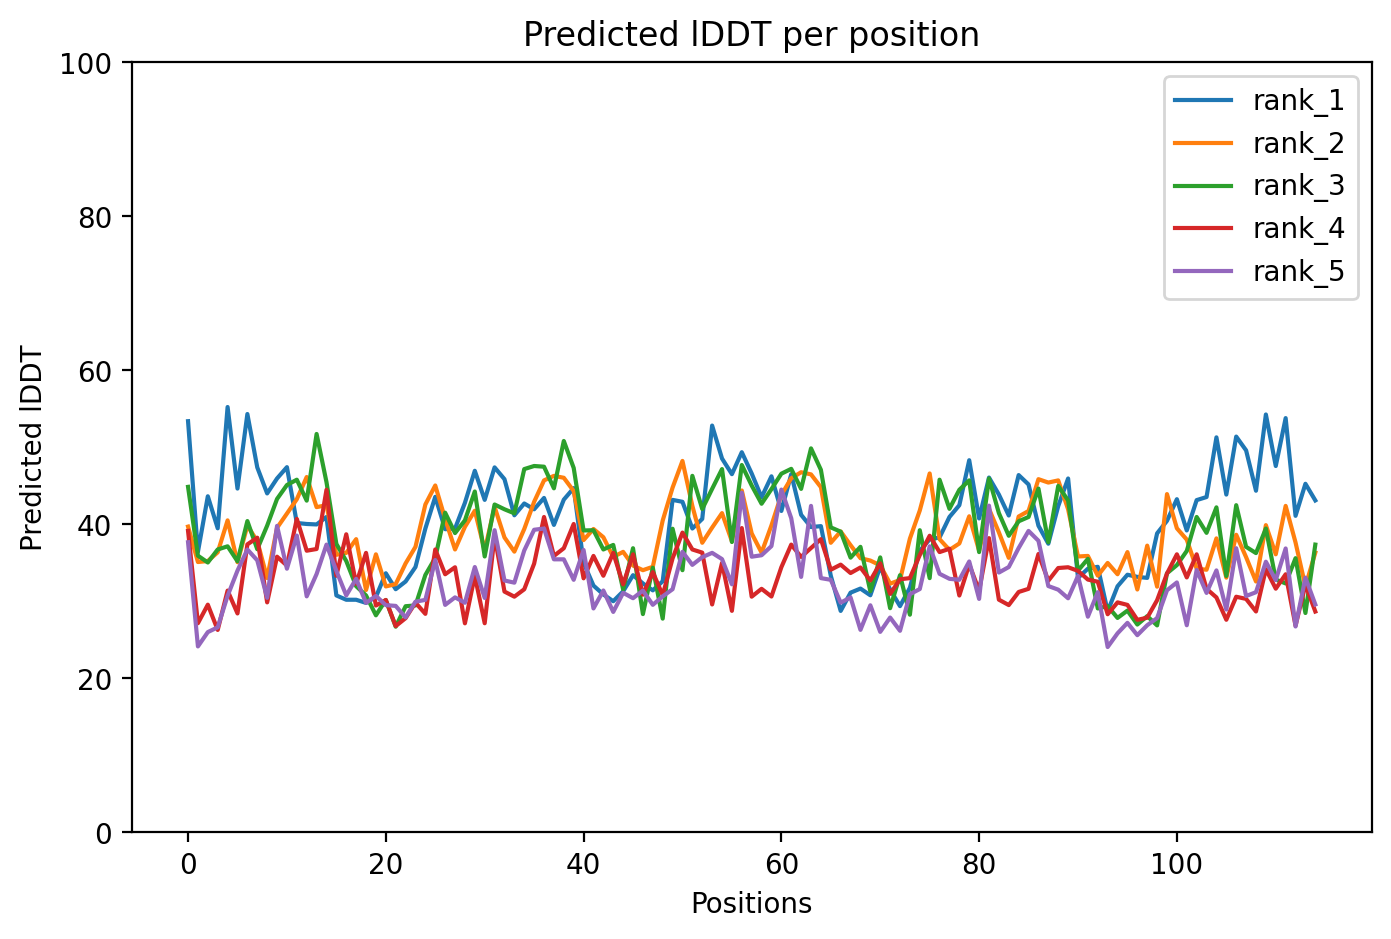 Predicted lDDT per position
100
80
60
40
20
0
Predicted lDDT
0 20 40 60 80 100
Positions
rank_1
rank_2
rank_3
rank_4
rank_5